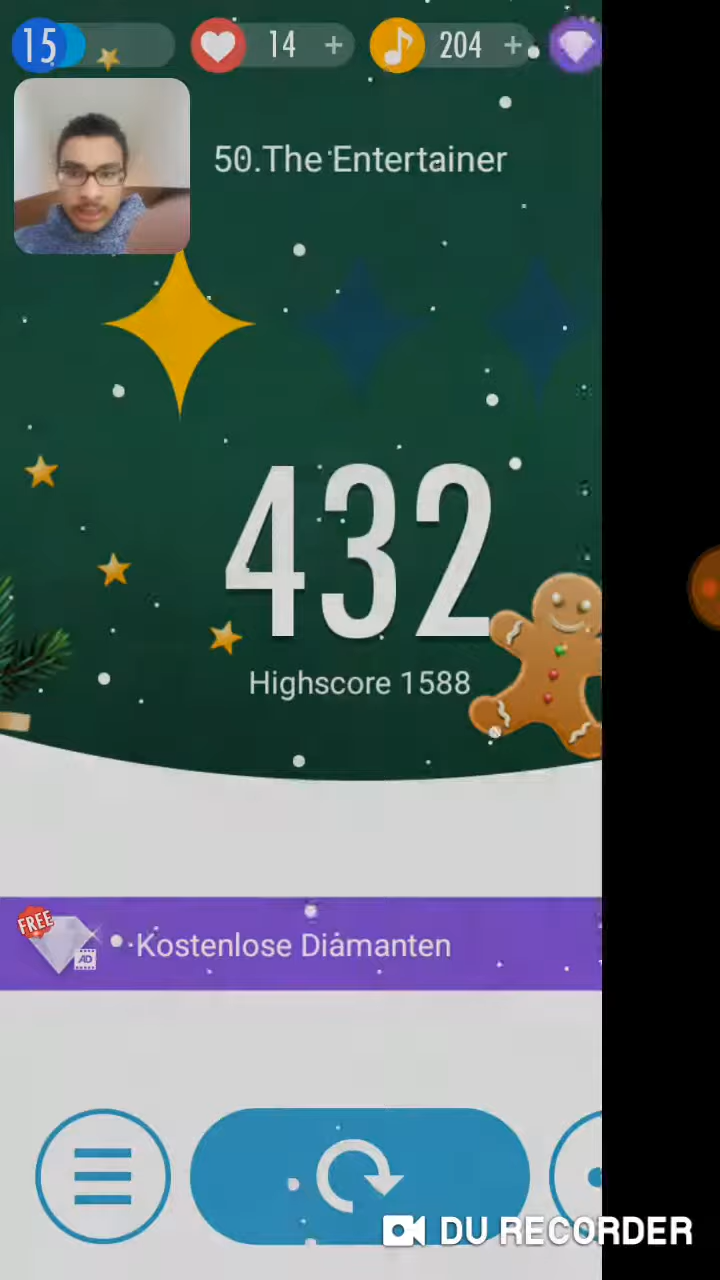 15
14 +
204 +
50.The Entertainer
432
Highscore 1588
FREE
AD
Kostenlose Diamanten
DU RECORDER